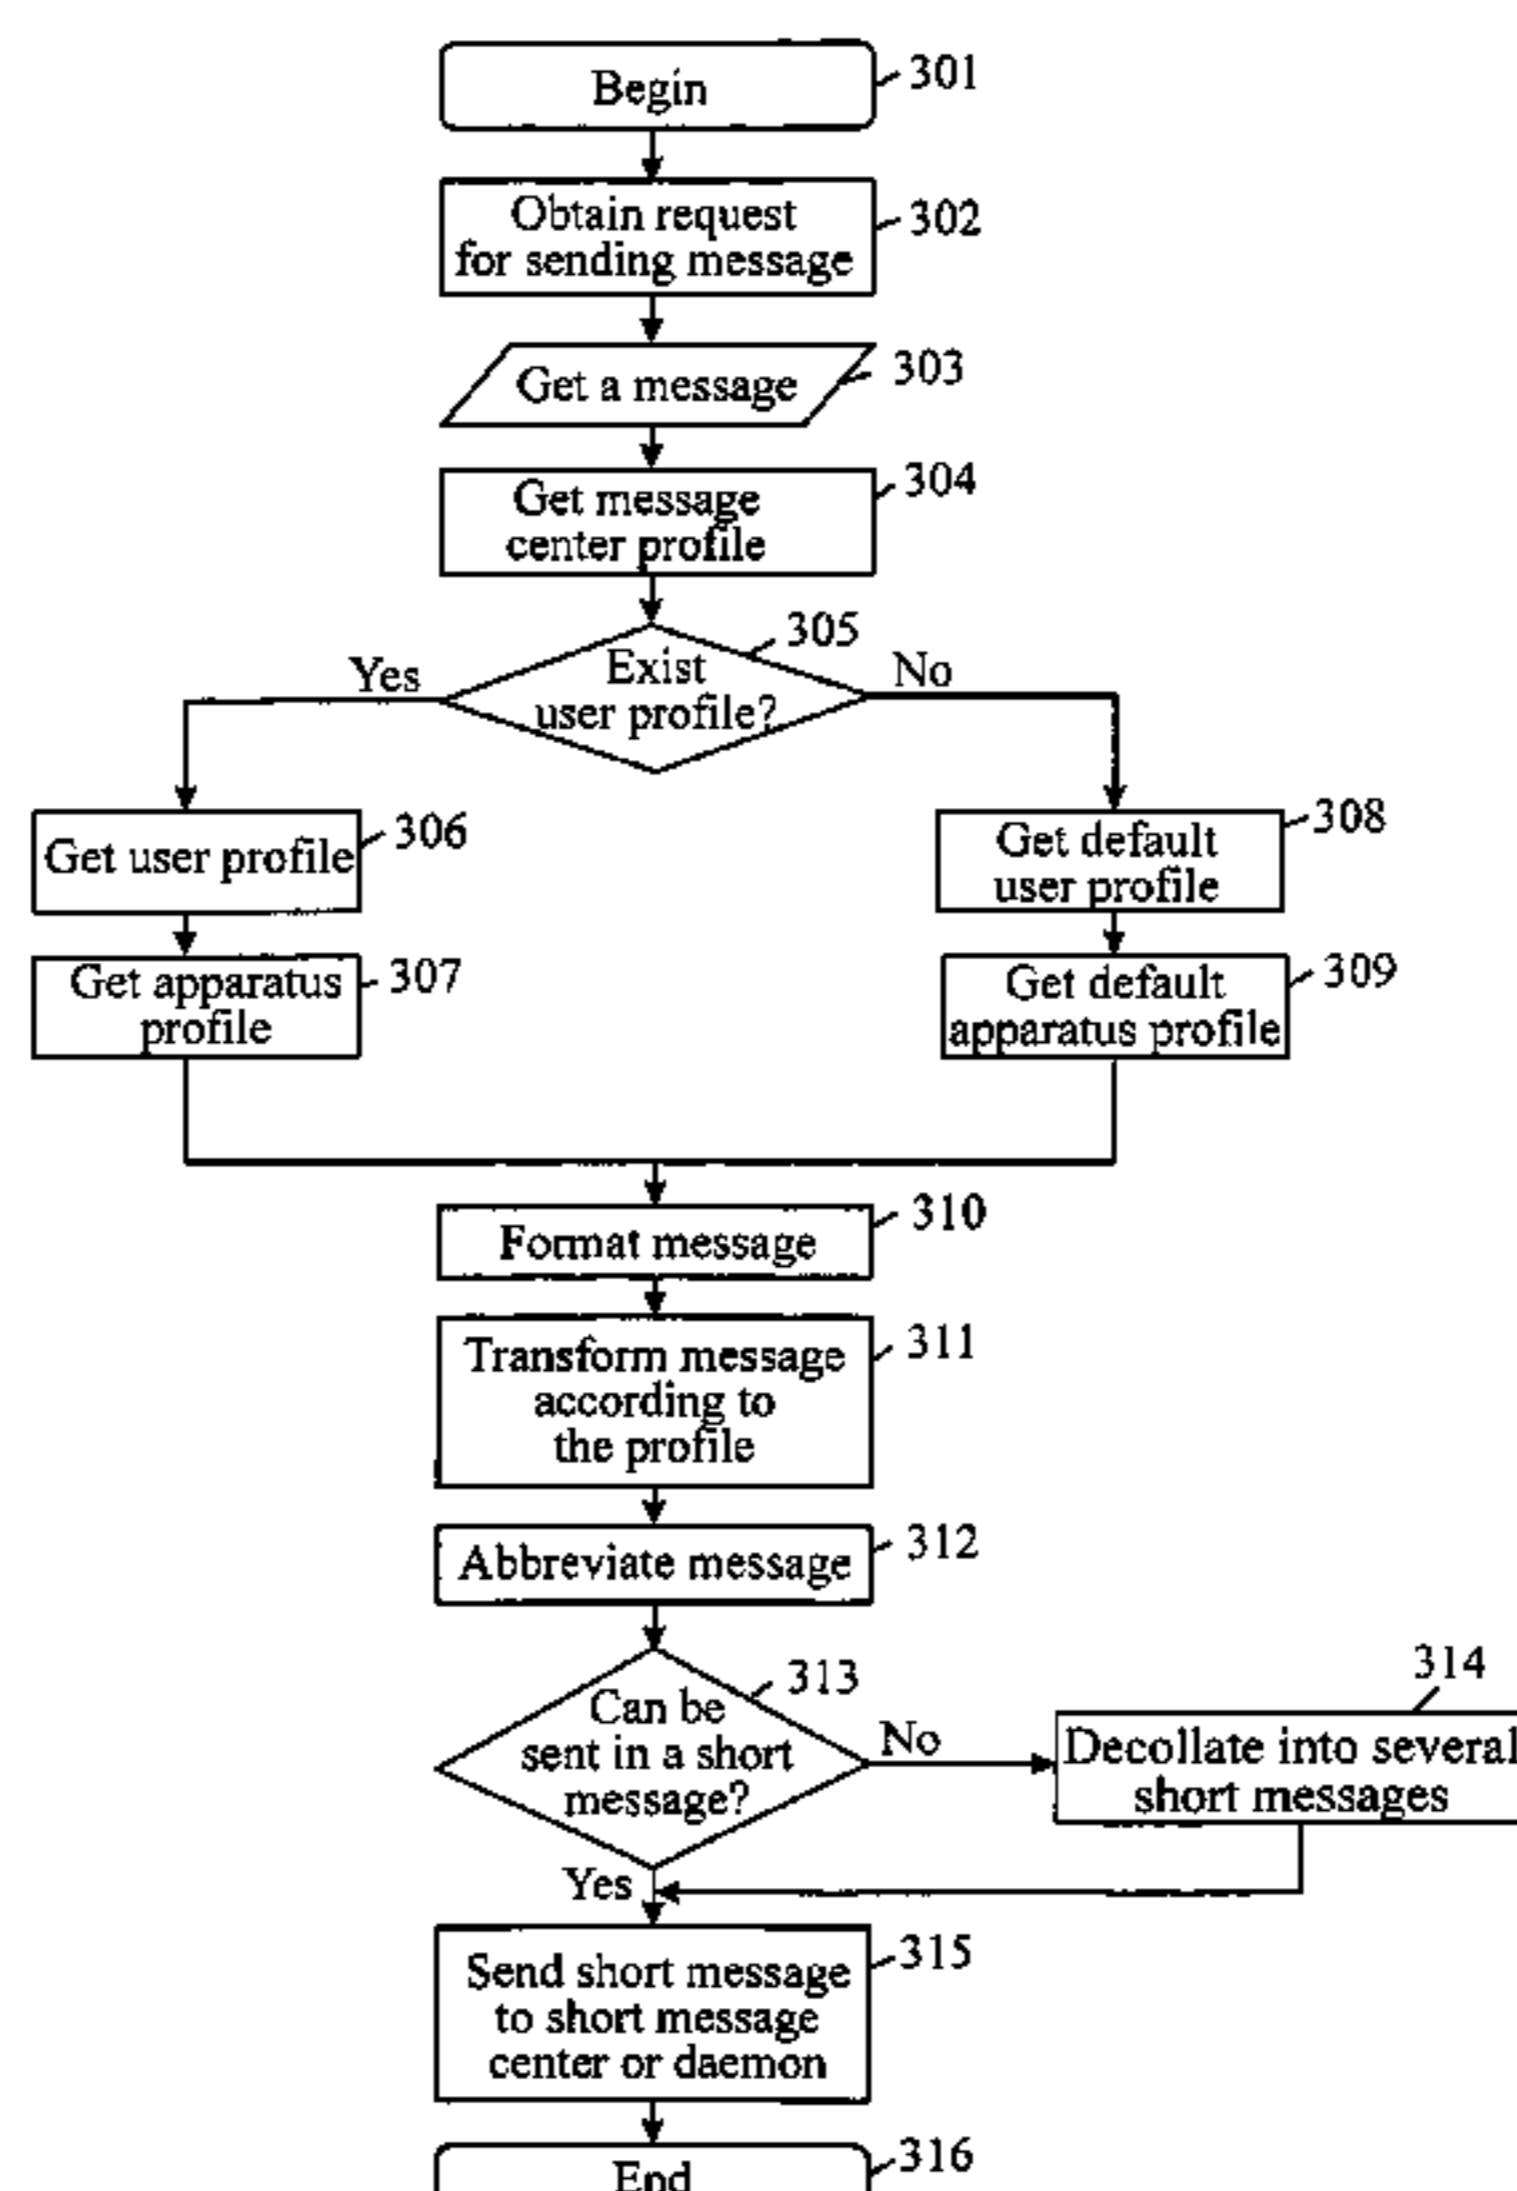 Begin
301
Obtain request
for sending message
302
Get a message
303
Get message
center profile
304
305
Exist
user profile?
Yes
No
Get user profile
306
Get default
user profile
308
Get apparatus
profile
307
Get default
apparatus profile
309
Format message
310
Transform message
according to
the profile
311
Abbreviate message
312
313
Can be
sent in a short
message?
No
314
Decollate into several
short messages
Yes
Send short message
to short message
center or daemon
315
End
316